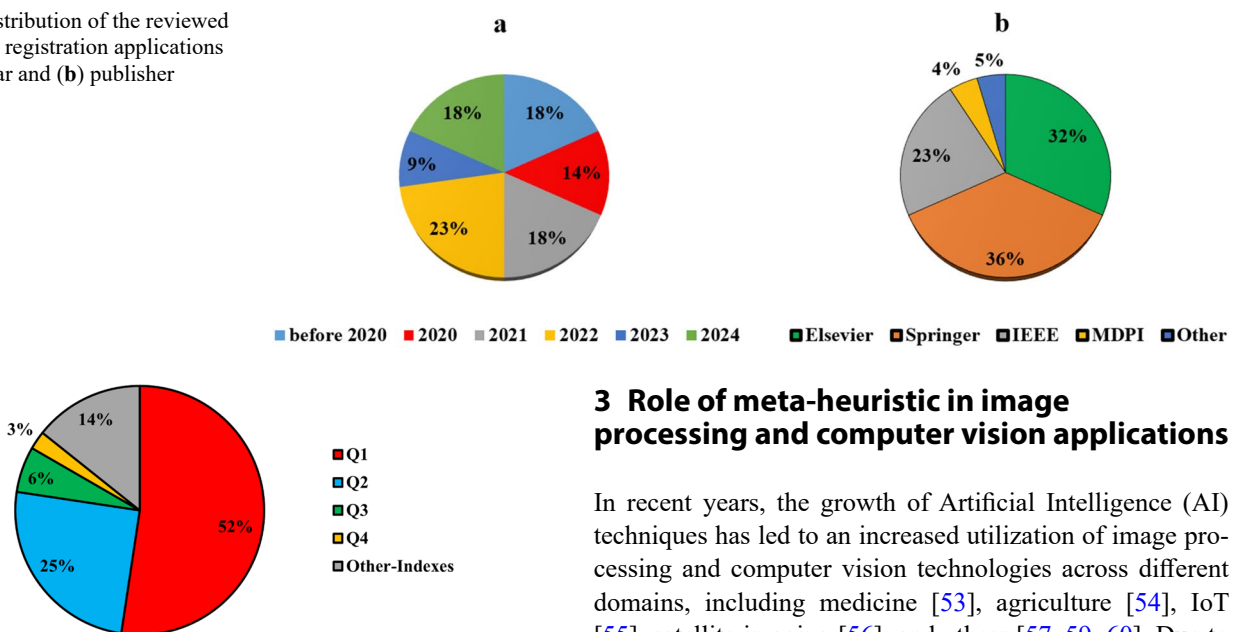 of the reviewed
registration applications
and (b) publisher
a
18%
18%
14%
18%
23%
9%
before 2020
2020
2021
2022
2023
2024
b
5%
4%
32%
23%
36%
Elsevier
Springer
IEEE
MDPI
Other
14%
3%
6%
52%
25%
Q1
Q2
Q3
Q4
Other-Indexes
3 Role of meta-heuristic in image
processing and computer vision applications
In recent years, the growth of Artificial Intelligence (AI)
techniques has led to an increased utilization of image pro-
cessing and computer vision technologies across different
domains, including medicine [53], agriculture [54], IoT